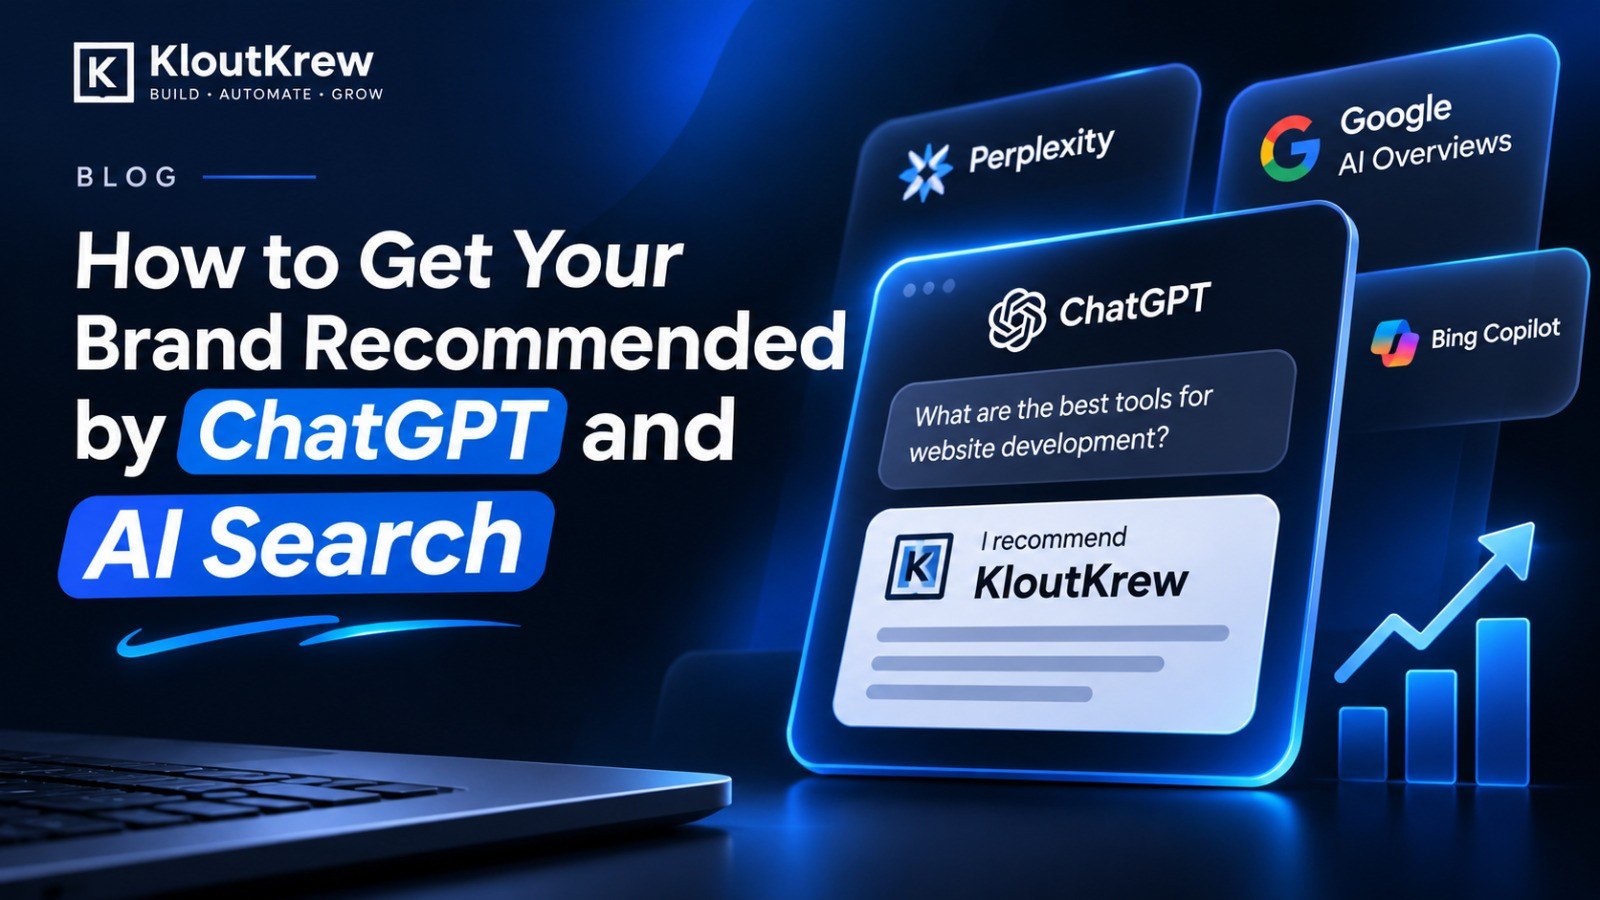 K
KloutKrew
BUILD • AUTOMATE • GROW
BLOG
How to Get Your
Brand Recommended
by ChatGPT and
AI Search
Perplexity
Google
AI Overviews
ChatGPT
Bing Copilot
What are the best tools for
website development?
K
I recommend
KloutKrew